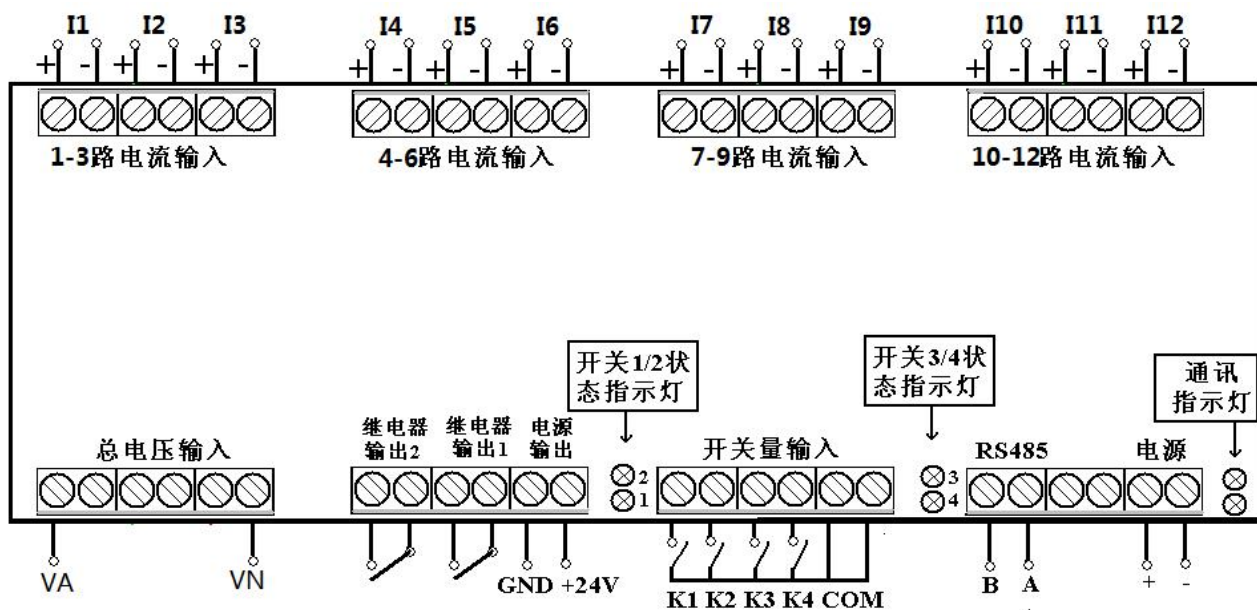 I1 I2 I3 I4 I5 I6 I7 I8 I9 I10 I11 I12
+ - + - + - + - + - + - + - + - + - + - + - + -
1-3路电流输入 4-6路电流输入 7-9路电流输入 10-12路电流输入
开关1/2状
态指示灯
开关3/4状
态指示灯
通讯
指示灯
总电压输入
继电器
输出2
继电器
输出1
电源
输出
2
1
开关量输入
3
4
RS485
电源
VA VN
GND +24V
K1 K2 K3 K4 COM
B A
+ -